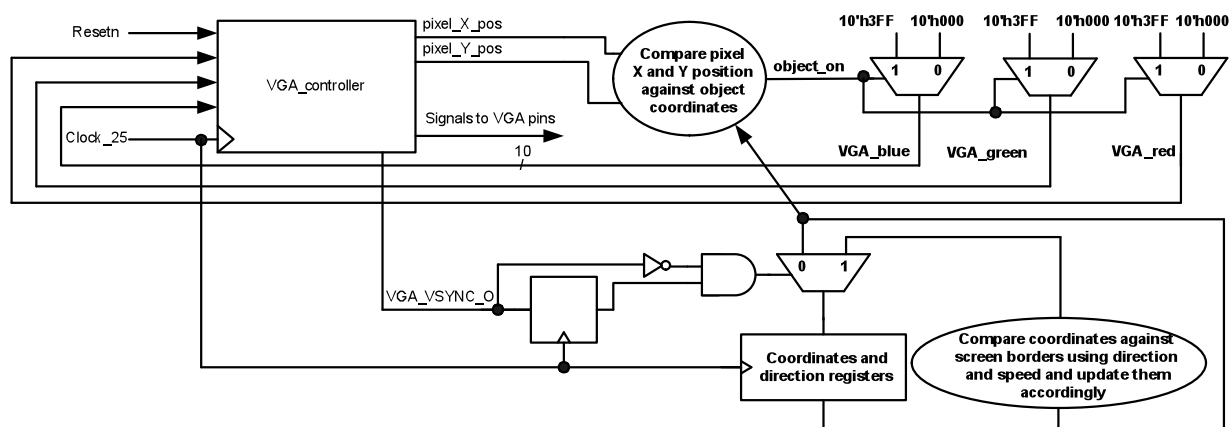 10'h3FF 10'h000 10'h3FF 10'h000 10'h3FF 10'h000
Resetn
pixel_X_pos
pixel_Y_pos
VGA_controller
Compare pixel
X and Y position
against object
coordinates
object_on
1 0
1 0
1 0
Signals to VGA pins
Clock_25
10
VGA_blue
VGA_green
VGA_red
0 1
VGA_VSYNC_O
Coordinates and
direction registers
Compare coordinates against
screen borders using direction
and speed and update them
accordingly